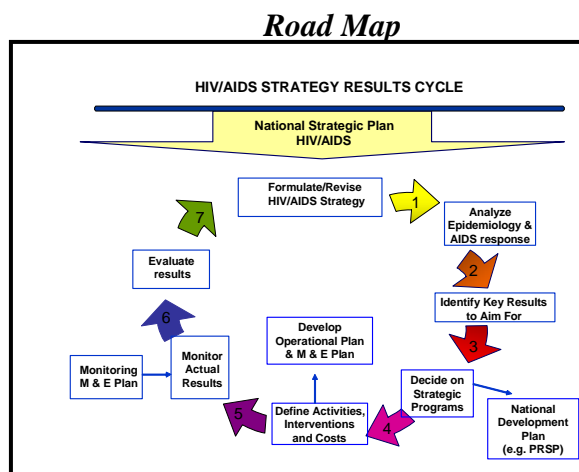 Road Map
HIV/AIDS STRATEGY RESULTS CYCLE
National Strategic Plan
HIV/AIDS
Formulate/Revise
HIV/AIDS Strategy
1
Analyze
Epidemiology &
AIDS response
2
Identify Key Results
to Aim For
3
Decide on
Strategic
Programs
National
Development
Plan
(e.g. PRSP)
4
Define Activities,
Interventions
and Costs
Develop
Operational Plan
& M & E Plan
5
Monitor
Actual
Results
Monitoring
M & E Plan
6
Evaluate
results
7